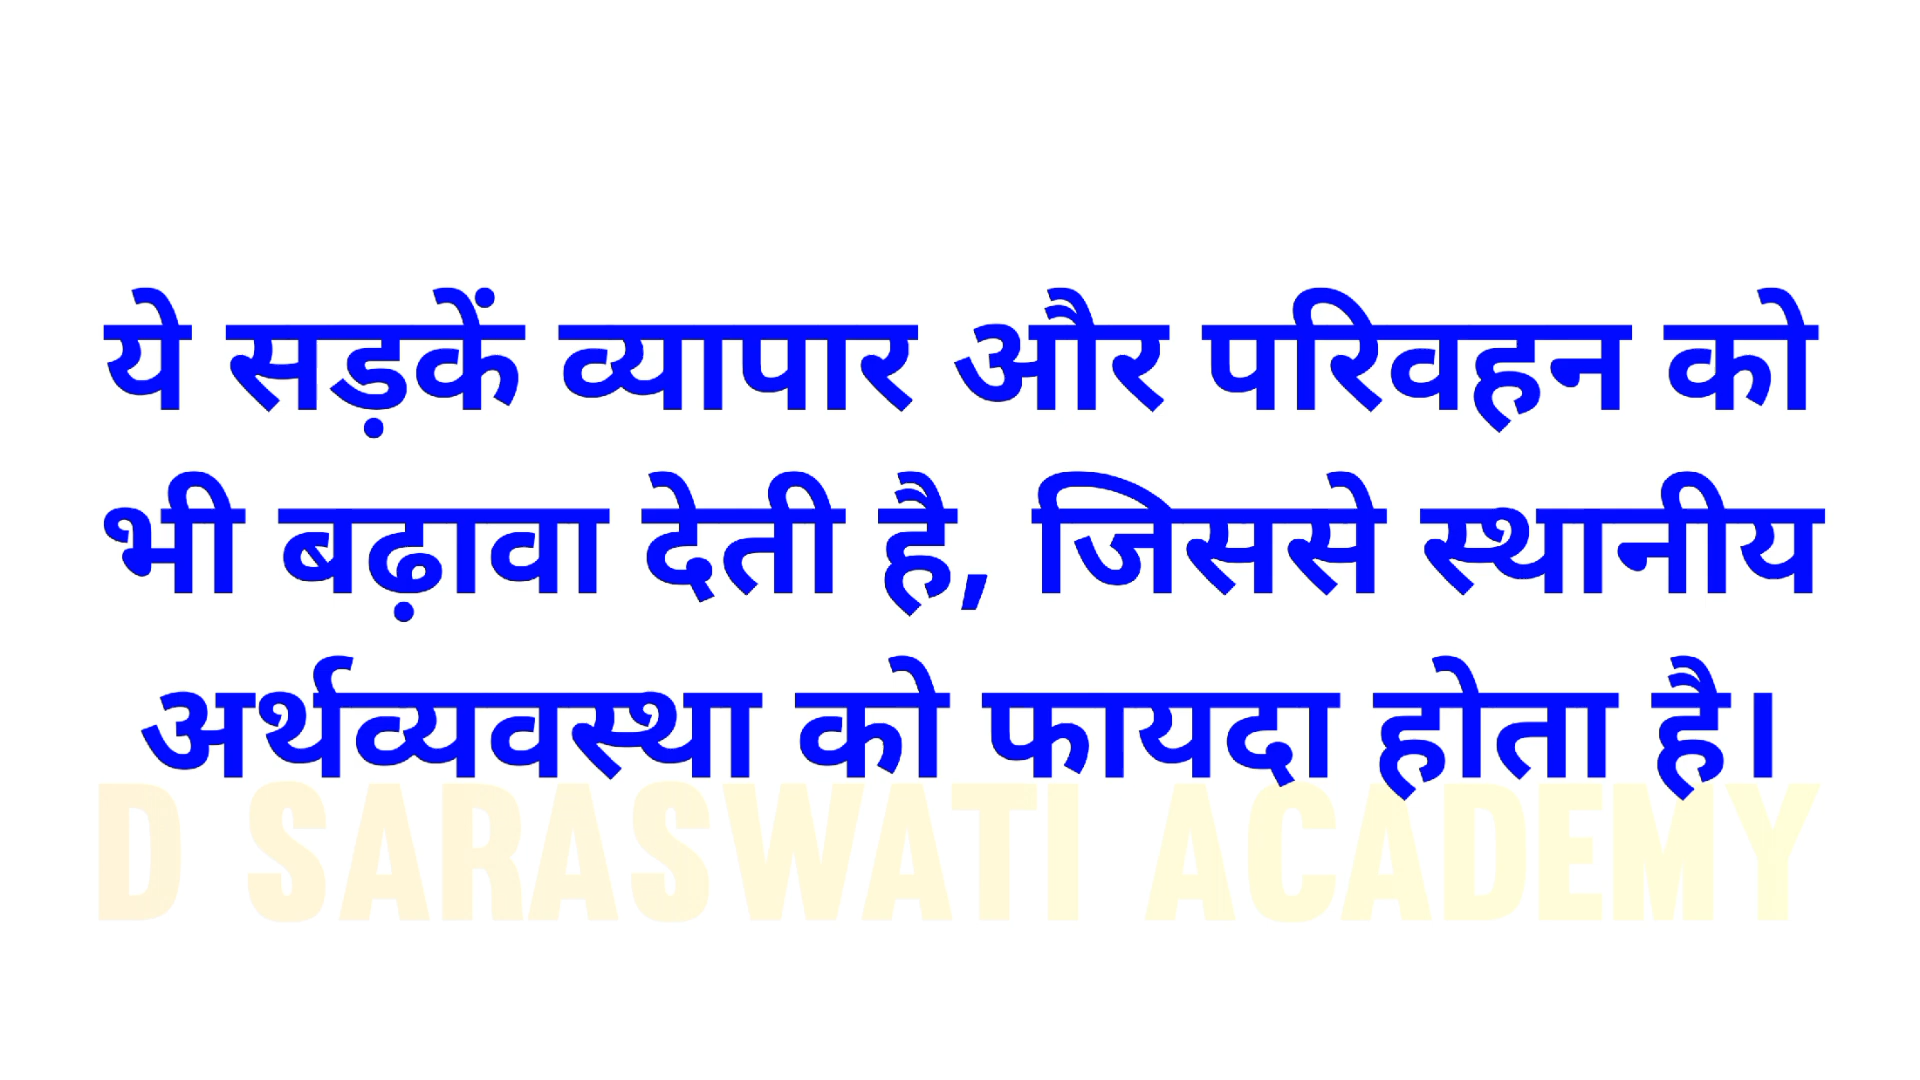 ये सड़कें व्यापार और परिवहन को
भी बढ़ावा देती है, जिससे स्थानीय
अर्थव्यवस्था को फायदा होता है।
D SARASWATI ACADEMY